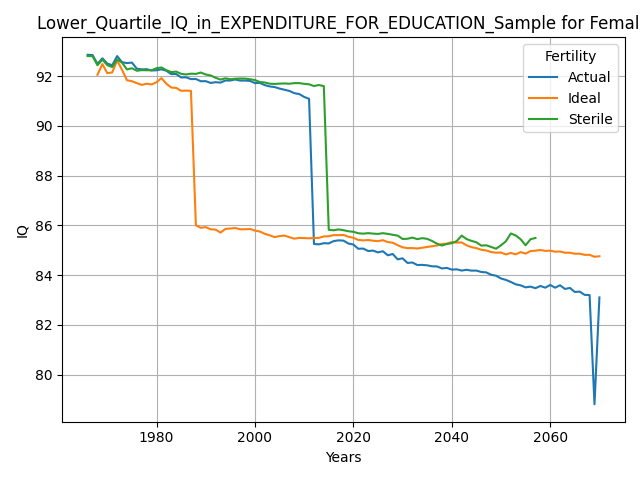 Lower_Quartile_IQ_in_EXPENDITURE_FOR_EDUCATION_Sample for Femal
Fertility
Actual
Ideal
Sterile
IQ
92
90
88
86
84
82
80
1980
2000
2020
2040
2060
Years